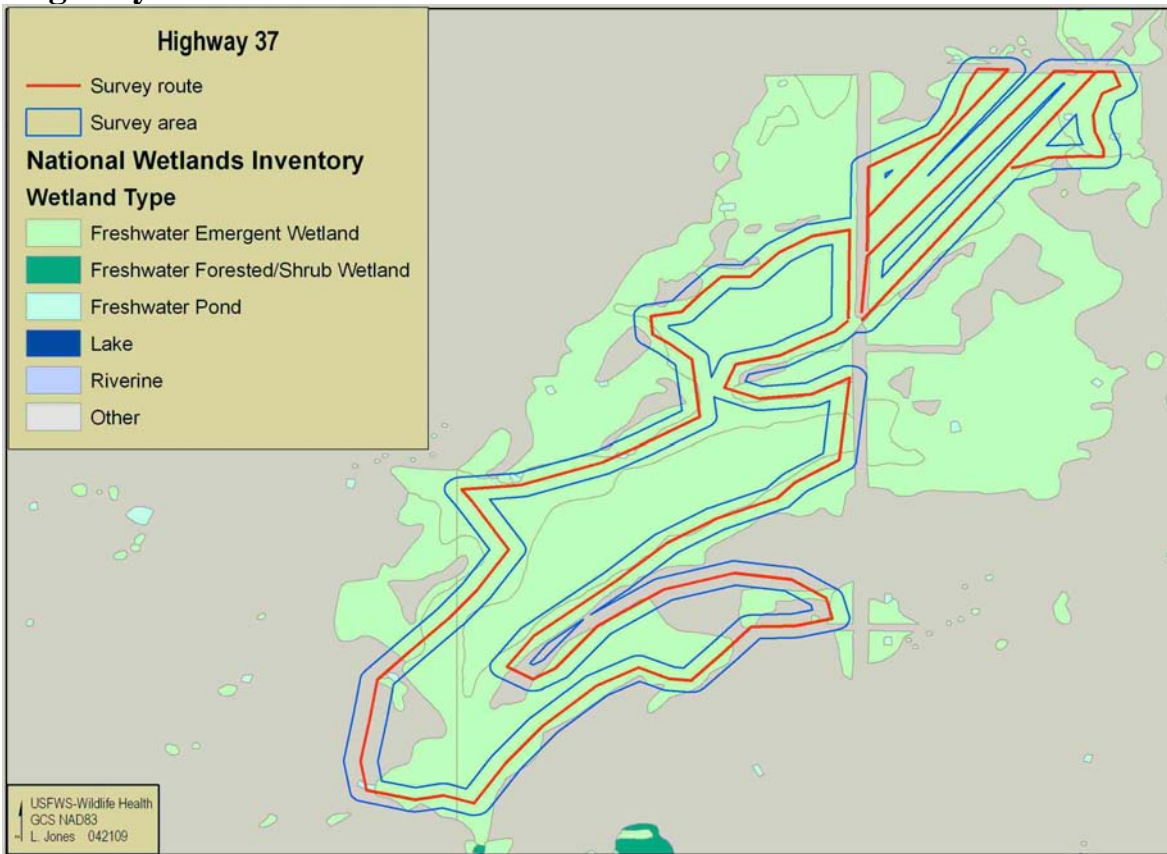 Highway 37
Survey route
Survey area
National Wetlands Inventory
Wetland Type
Freshwater Emergent Wetland
Freshwater Forested/Shrub Wetland
Freshwater Pond
Lake
Riverine
Other
USFWS-Wildlife Health
GCS NAD83
L. Jones 042109